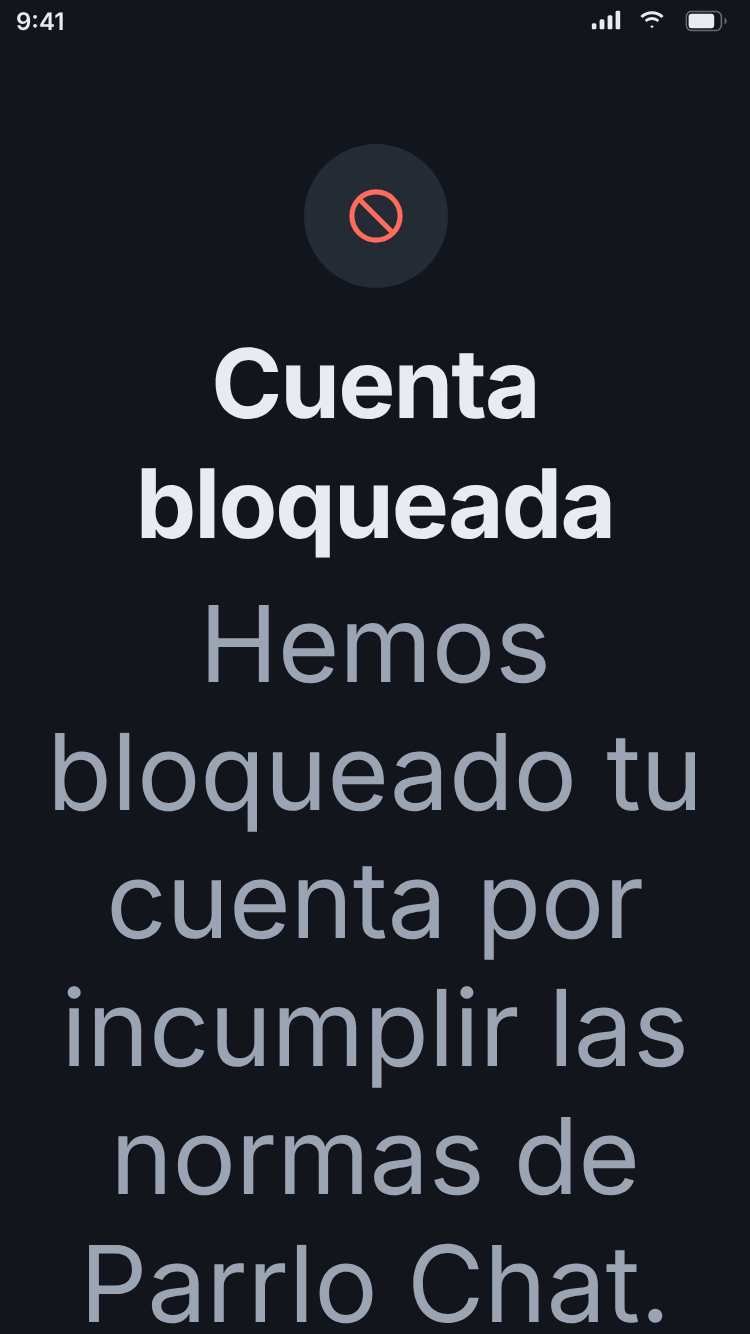 9:41
Cuenta
bloqueada
Hemos
bloqueado tu
cuenta por
incumplir las
normas de
Parrlo Chat.